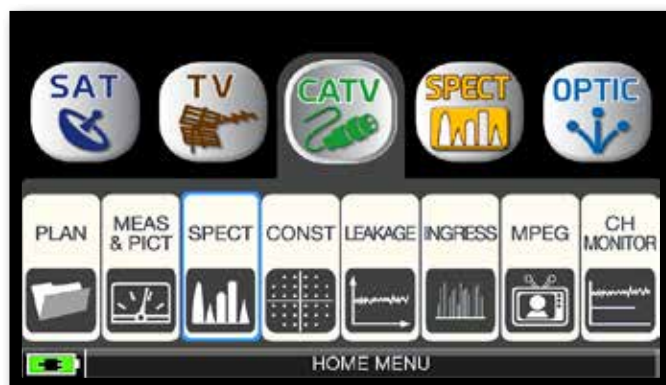 SAT TV CATV SPECT OPTIC
PLAN MEAS & PICT SPECT CONST LEAKAGE INGRESS MPEG CH MONITOR
HOME MENU